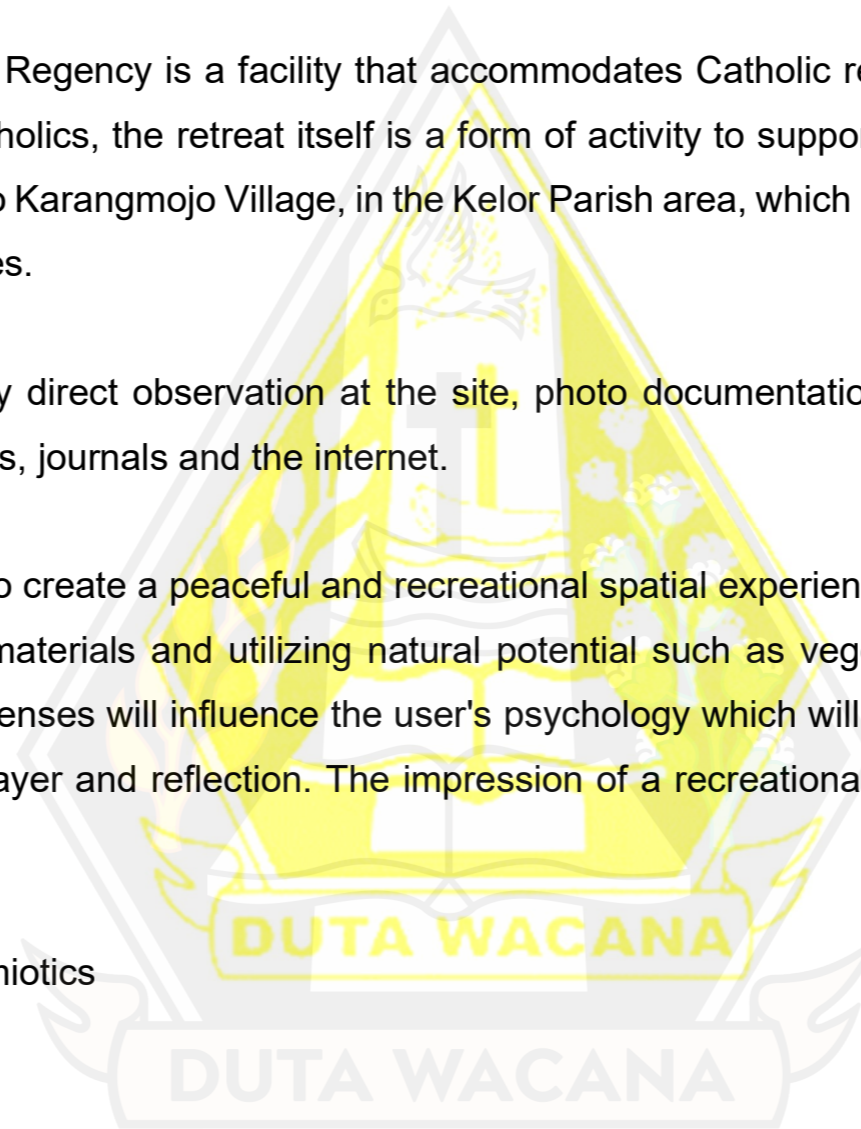 Regency is a facility that accommodates Catholic re
holics, the retreat itself is a form of activity to suppor
o Karangmojo Village, in the Kelor Parish area, which
es.
y direct observation at the site, photo documentatio
s, journals and the internet.
o create a peaceful and recreational spatial experien
materials and utilizing natural potential such as veg
enses will influence the user's psychology which will
ayer and reflection. The impression of a recreationa
DUTA WACANA
niotics
DUTA WACANA